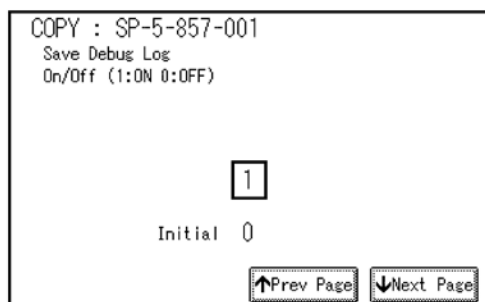 COPY : SP-5-857-001
Save Debug Log
On/Off (1:ON 0:OFF)
1
Initial 0
↑Prev Page ↓Next Page